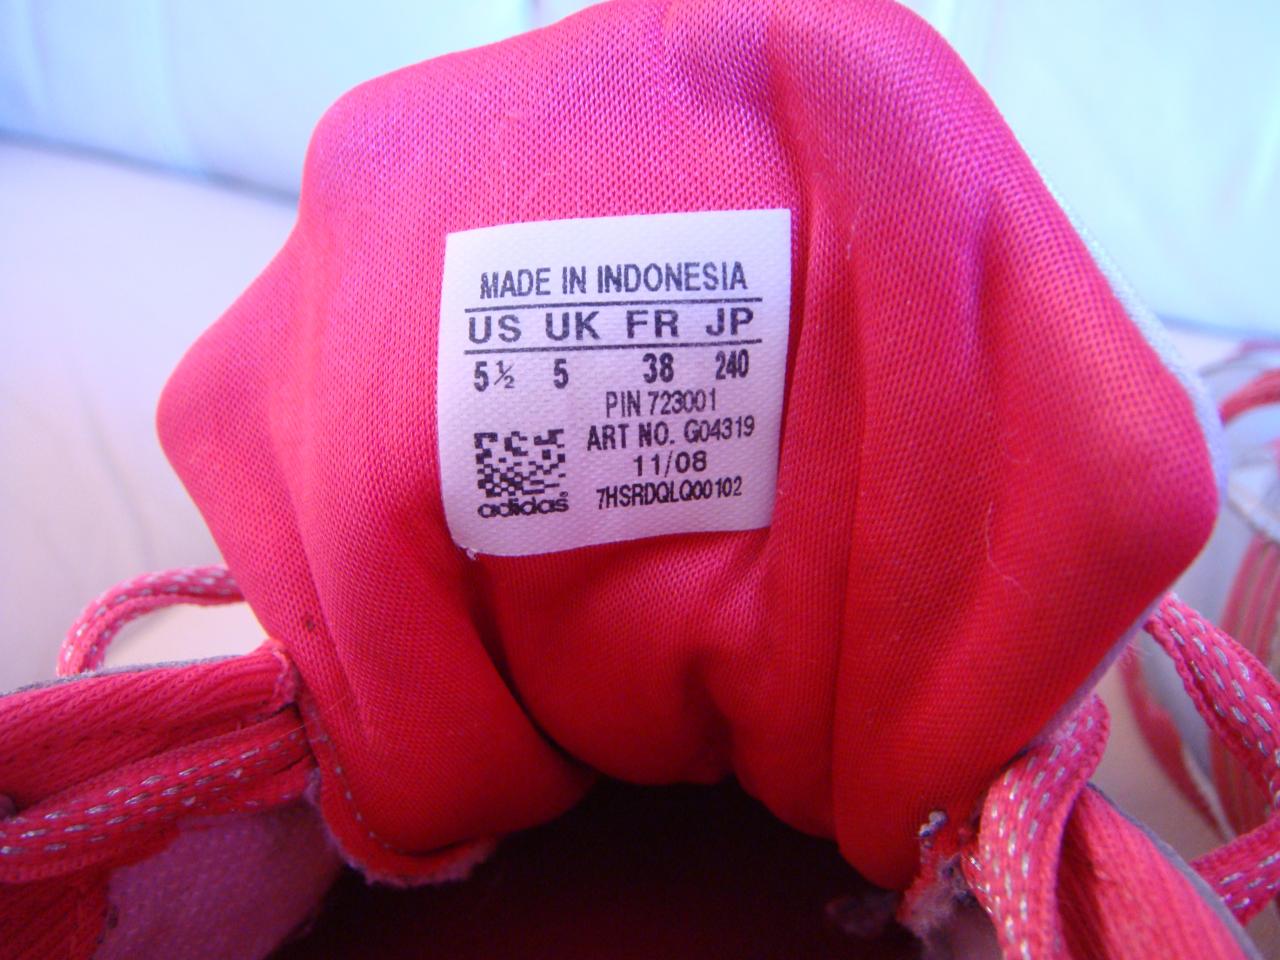 MADE IN INDONESIA
US UK FR JP
5½ 5 38 240
PIN 723001
ART NO. G04319
11/08
adidas® 7HSRDQLQ00102